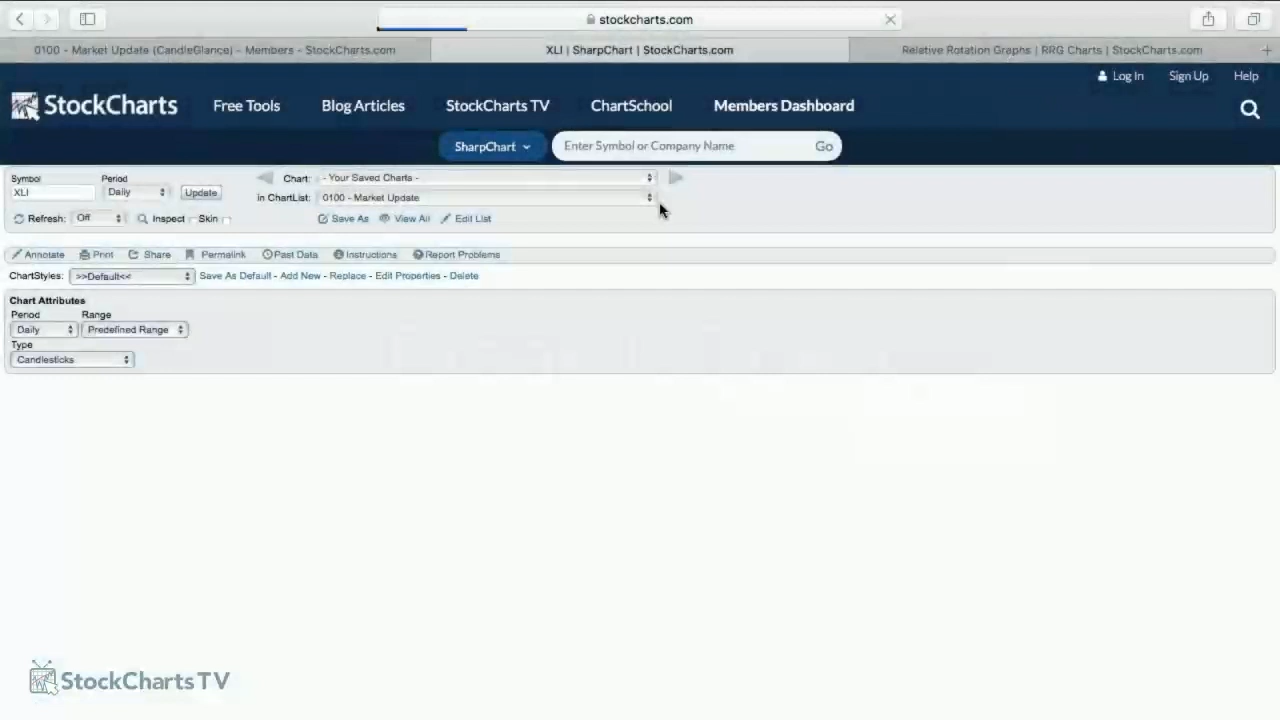 stockcharts.com
0100 - Market Update (CandleGlance) - Members - StockCharts.com
XLI | SharpChart | StockCharts.com
Relative Rotation Graphs | RRG Charts | StockCharts.com
Log In
Sign Up
Help
StockCharts
Free Tools
Blog Articles
StockCharts TV
ChartSchool
Members Dashboard
SharpChart
Enter Symbol or Company Name
Go
Symbol
Period
Chart:
- Your Saved Charts -
XLI
Daily
Update
in ChartList:
0100 - Market Update
Refresh:
Off
Inspect
Skin
Save As
View All
Edit List
Annotate
Print
Share
Permalink
Past Data
Instructions
Report Problems
ChartStyles:
>>Default<<
Save As Default - Add New - Replace - Edit Properties - Delete
Chart Attributes
Period
Range
Daily
Predefined Range
Type
Candlesticks
StockChartsTV